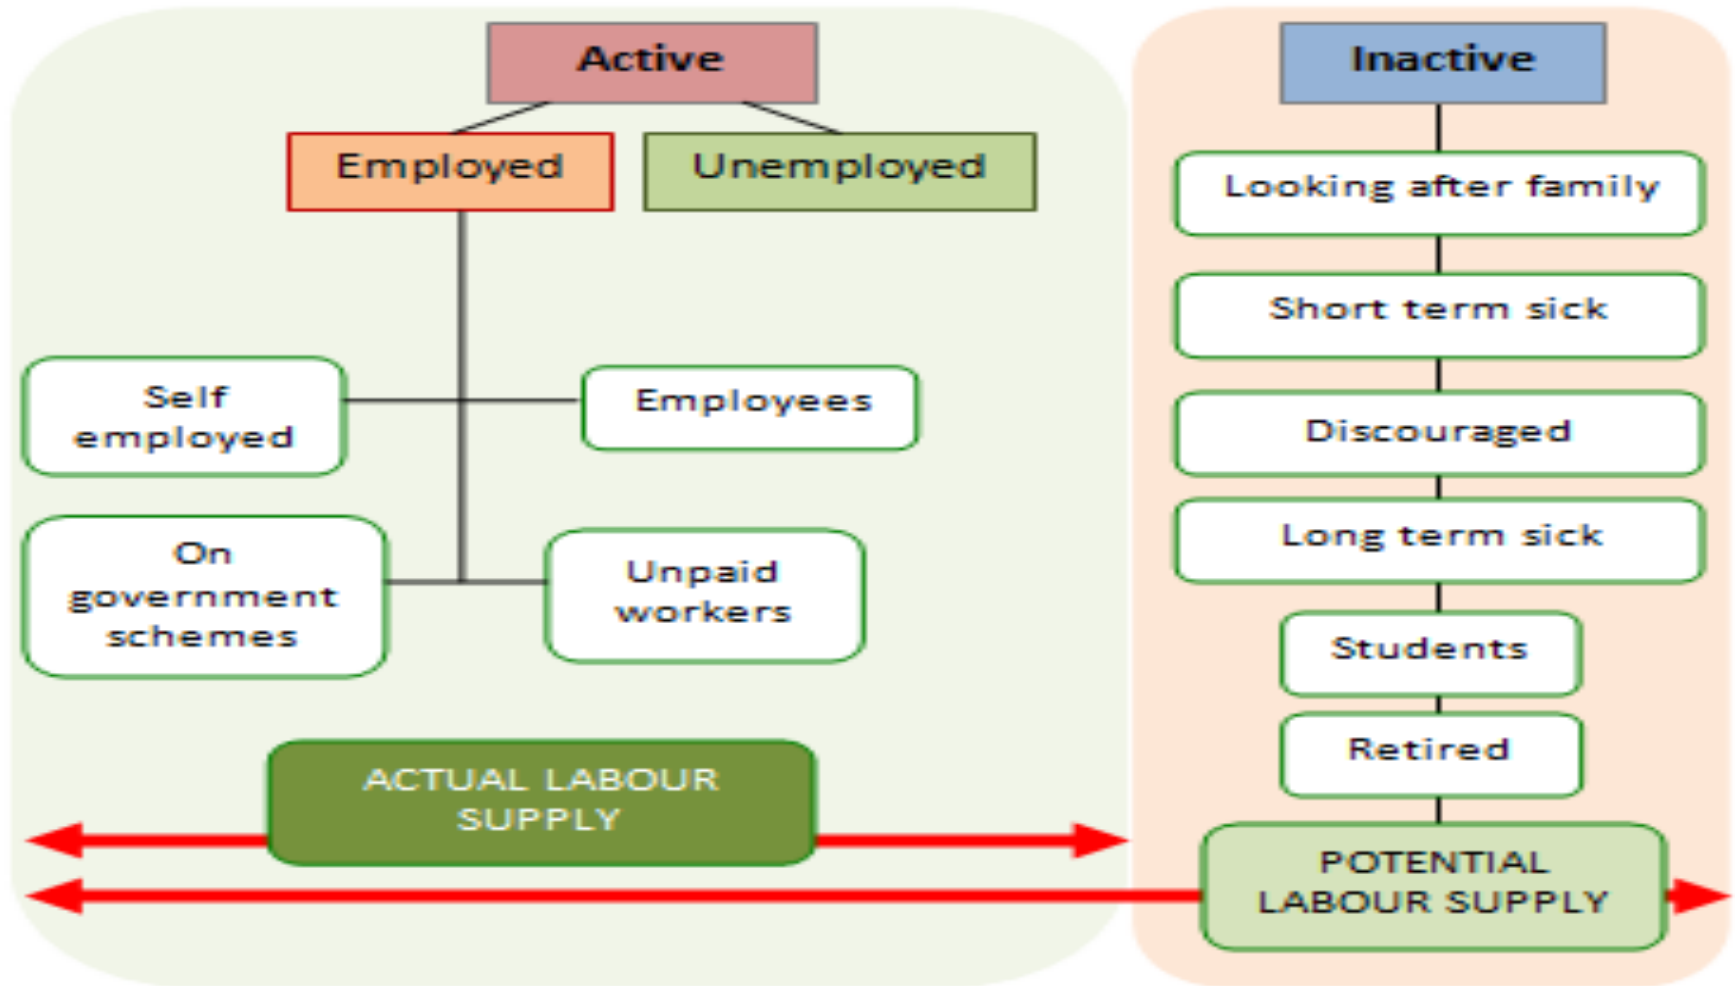 Active
Employed
Unemployed
Self
employed
Employees
On
government
schemes
Unpaid
workers
ACTUAL LABOUR
SUPPLY
Inactive
Looking after family
Short term sick
Discouraged
Long term sick
Students
Retired
POTENTIAL
LABOUR SUPPLY